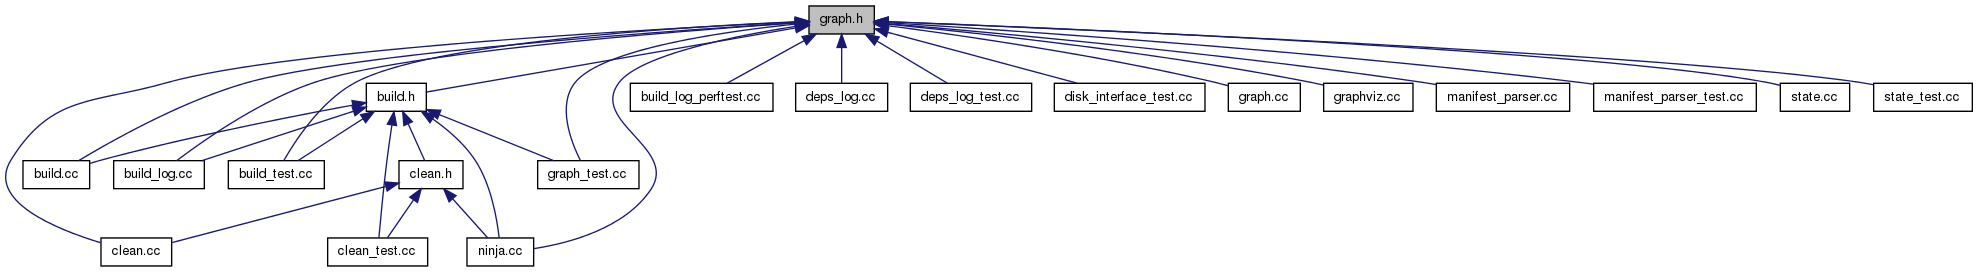 graph.h
build.h
build_log_perftest.cc
deps_log.cc
deps_log_test.cc
disk_interface_test.cc
graph.cc
graphviz.cc
manifest_parser.cc
manifest_parser_test.cc
state.cc
state_test.cc
build.cc
build_log.cc
build_test.cc
clean.h
graph_test.cc
clean.cc
clean_test.cc
ninja.cc